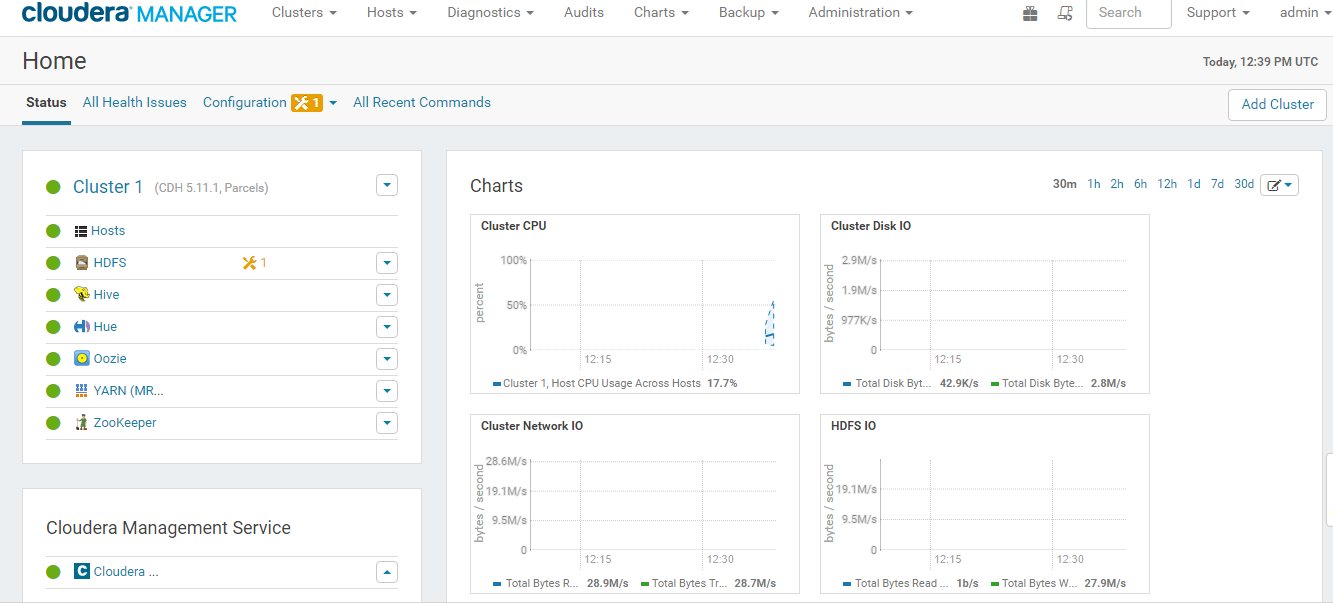 cloudera MANAGER Clusters Hosts Diagnostics Audits Charts Backup Administration Search Support admin
Home
Today, 12:39 PM UTC
Status All Health Issues Configuration 1 All Recent Commands
Add Cluster
Cluster 1 (CDH 5.11.1, Parcels)
Hosts
HDFS 1
Hive
Hue
Oozie
YARN (MR...
ZooKeeper
Cloudera Management Service
C Cloudera ...
Charts
30m 1h 2h 6h 12h 1d 7d 30d
Cluster CPU
percent
100%
50%
0%
12:15 12:30
Cluster 1, Host CPU Usage Across Hosts 17.7%
Cluster Disk IO
bytes / second
2.9M/s
1.9M/s
977K/s
0
12:15 12:30
Total Disk Byt... 42.9K/s Total Disk Byte... 2.8M/s
Cluster Network IO
bytes / second
28.6M/s
19.1M/s
9.5M/s
0
12:15 12:30
Total Bytes R... 28.9M/s Total Bytes Tr... 28.7M/s
HDFS IO
bytes / second
19.1M/s
9.5M/s
0
12:15 12:30
Total Bytes Read ... 1b/s Total Bytes W... 27.9M/s